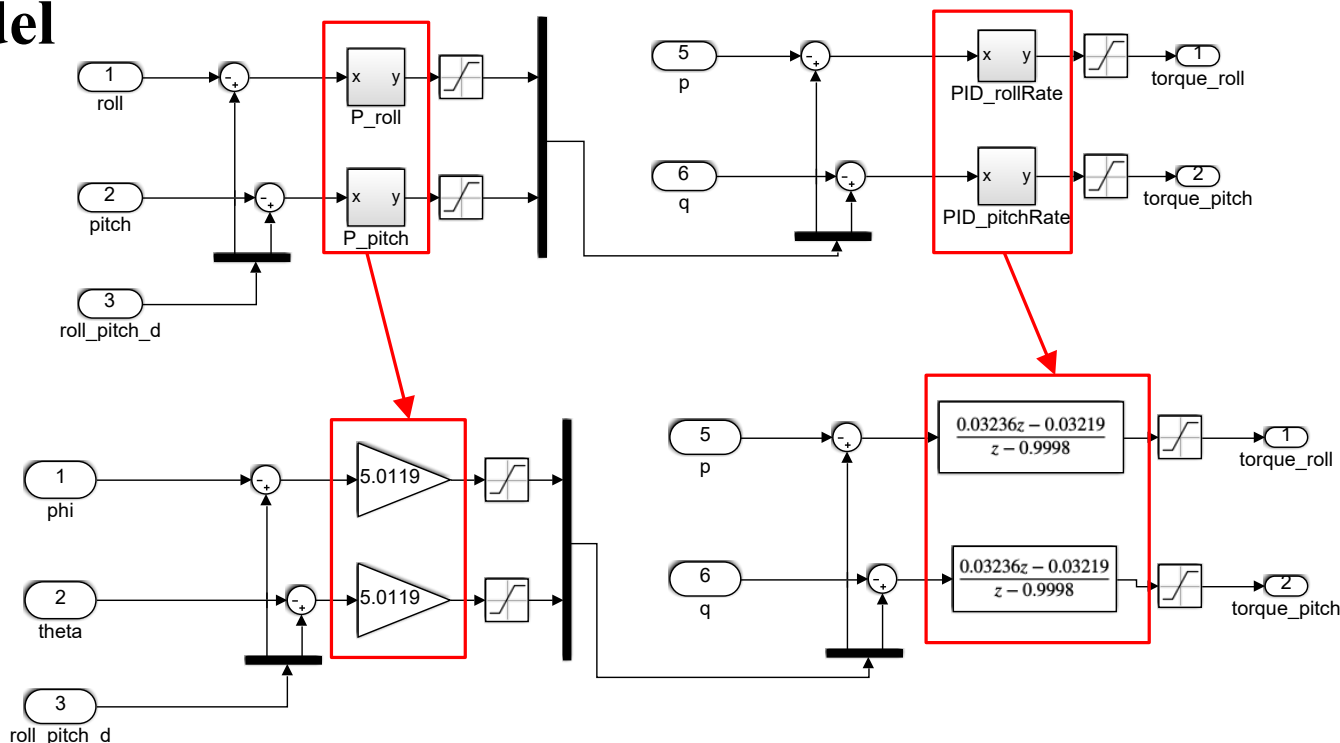 del
1
roll
-
+
x y
P_roll
2
pitch
-
+
x y
P_pitch
3
roll_pitch_d
5
p
-
+
x y
PID_rollRate
1
torque_roll
6
q
-
+
x y
PID_pitchRate
2
torque_pitch
1
phi
-
+
5.0119
2
theta
-
+
5.0119
3
roll_pitch_d
5
p
-
+
0.03236z − 0.03219
z − 0.9998
1
torque_roll
6
q
-
+
0.03236z − 0.03219
z − 0.9998
2
torque_pitch